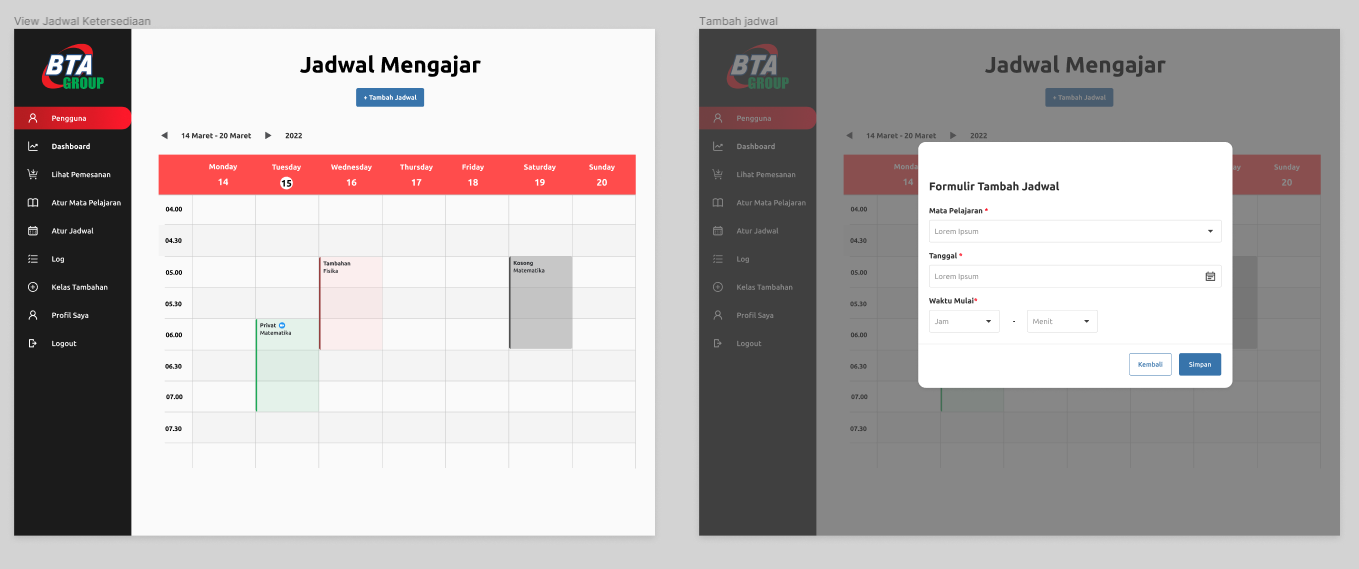 View Jadwal Ketersediaan
BTA
GROUP
Pengguna
Dashboard
Lihat Pemesanan
Atur Mata Pelajaran
Atur Jadwal
Log
Kelas Tambahan
Profil Saya
Logout
Jadwal Mengajar
+ Tambah Jadwal
14 Maret - 20 Maret 2022
Monday Tuesday Wednesday Thursday Friday Saturday Sunday
14 15 16 17 18 19 20
04.00
04.30
05.00
05.30
06.00
06.30
07.00
07.30
Tambahan
Fisika
Kosong
Matematika
Privat
Matematika
Tambah jadwal
BTA
GROUP
Pengguna
Dashboard
Lihat Pemesanan
Atur Mata Pelajaran
Atur Jadwal
Log
Kelas Tambahan
Profil Saya
Logout
Jadwal Mengajar
+ Tambah Jadwal
14 Maret - 20 Maret 2022
Sunday
14 20
04.00
04.30
05.00
05.30
06.00
06.30
07.00
07.30
Formulir Tambah Jadwal
Mata Pelajaran *
Lorem Ipsum
Tanggal *
Lorem Ipsum
Waktu Mulai*
Jam - Menit
Kembali Simpan